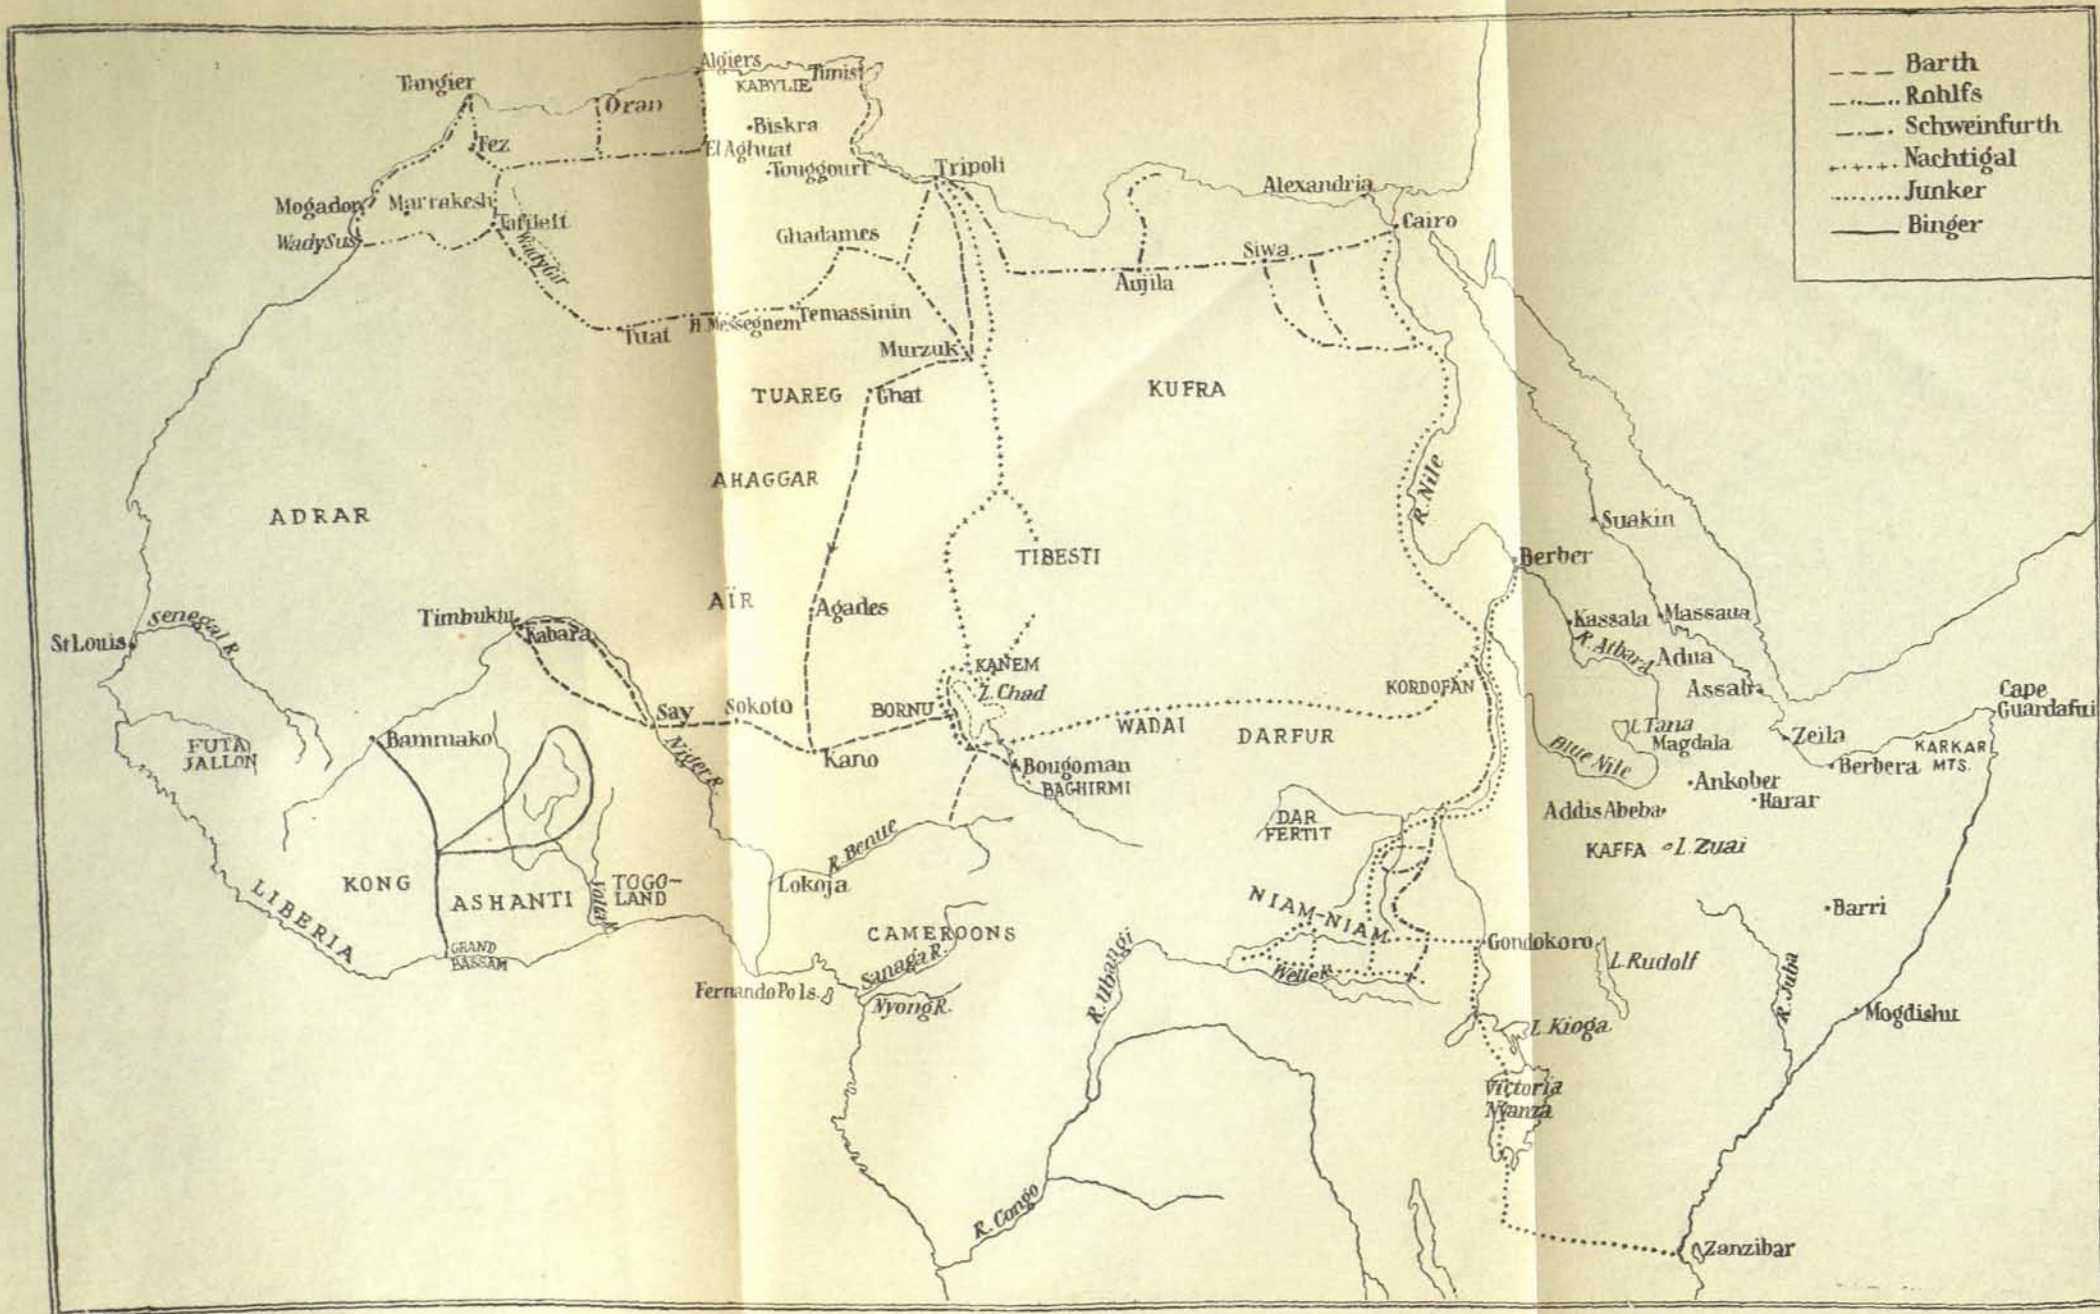 Barth
Rohlfs
Schweinfurth
Nachtigal
Junker
Binger
Algiers
Tunis
KABYLIE
Tangier
Oran
Biskra
Fez
El Aghuat
Touggourt
Tripoli
Alexandria
Mogador
Marrakesh
Tafilelt
Cairo
Wady Sus
Wady Gir
Ghadames
Siwa
Aujila
Temassinin
H. Messegnem
Tuat
Murzuk
TUAREG
Ghat
KUFRA
AHAGGAR
R. Nile
ADRAR
Suakin
TIBESTI
Berber
AÏR
Agades
Timbuktu
Kabara
Senegal R.
St Louis
Kassala
Massaua
R. Atbara
Adua
KANEM
L. Chad
KORDOFAN
Assab
Cape
Guardafui
Say
Sokoto
BORNU
WADAI
DARFUR
L. Tana
Magdala
Zeila
KARKAR
MTS.
Berbera
Bammako
FUTA
JALLON
Niger R.
Kano
Bougoman
BAGHIRMI
Blue Nile
Ankober
Harar
Addis Abeba
DAR
FERTIT
KAFFA
L. Zuai
R. Benue
Lokoja
KONG
ASHANTI
TOGO-
LAND
Volta R.
LIBERIA
NIAM-NIAM
Barri
CAMEROONS
GRAND
BASSAM
Gondokoro
L. Rudolf
Sanaga R.
R. Ubangi
Welle R.
R. Juba
Fernando Po Is.
Nyong R.
Mogdishu
L. Kioga
Victoria
Nyanza
R. Congo
Zanzibar